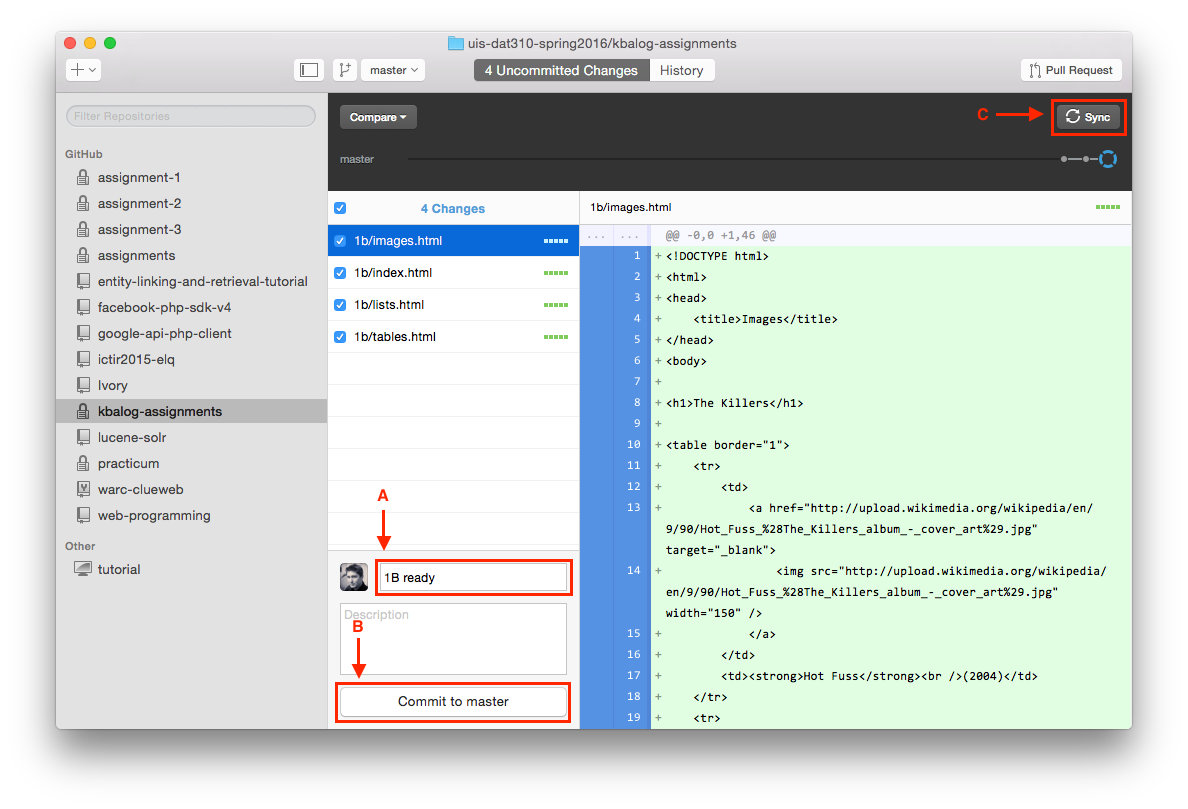 uis-dat310-spring2016/kbalog-assignments
master
4 Uncommitted Changes
History
Pull Request
Filter Repositories
GitHub
assignment-1
assignment-2
assignment-3
assignments
entity-linking-and-retrieval-tutorial
facebook-php-sdk-v4
google-api-php-client
ictir2015-elq
Ivory
kbalog-assignments
lucene-solr
practicum
warc-clueweb
web-programming
Other
tutorial
Compare
C
Sync
master
4 Changes
1b/images.html
1b/index.html
1b/lists.html
1b/tables.html
A
1B ready
Description
B
Commit to master
1b/images.html
... ... @@ -0,0 +1,46 @@
1 + <!DOCTYPE html>
2 + <html>
3 + <head>
4 + <title>Images</title>
5 + </head>
6 + <body>
7 +
8 + <h1>The Killers</h1>
9 +
10 + <table border="1">
11 + <tr>
12 + <td>
13 + <a href="http://upload.wikimedia.org/wikipedia/en/
9/90/Hot_Fuss_%28The_Killers_album_-_cover_art%29.jpg"
target="_blank">
14 + <img src="http://upload.wikimedia.org/wikipedia/
en/9/90/Hot_Fuss_%28The_Killers_album_-_cover_art%29.jpg"
width="150" />
15 + </a>
16 + </td>
17 + <td><strong>Hot Fuss</strong><br />(2004)</td>
18 + </tr>
19 + <tr>